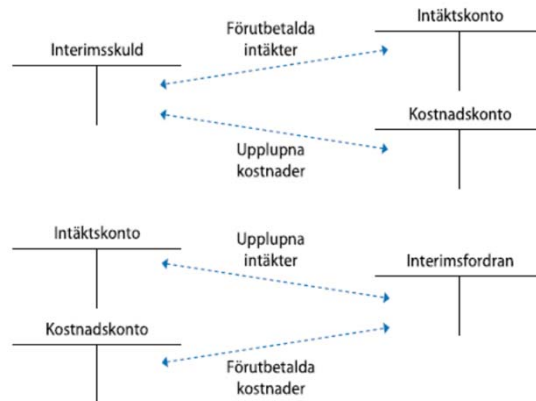 Förutbetalda
intäkter
Intäktskonto
Interimsskuld
Kostnadskonto
Upplupna
kostnader
Intäktskonto
Upplupna
intäkter
Interimsfordran
Kostnadskonto
Förutbetalda
kostnader